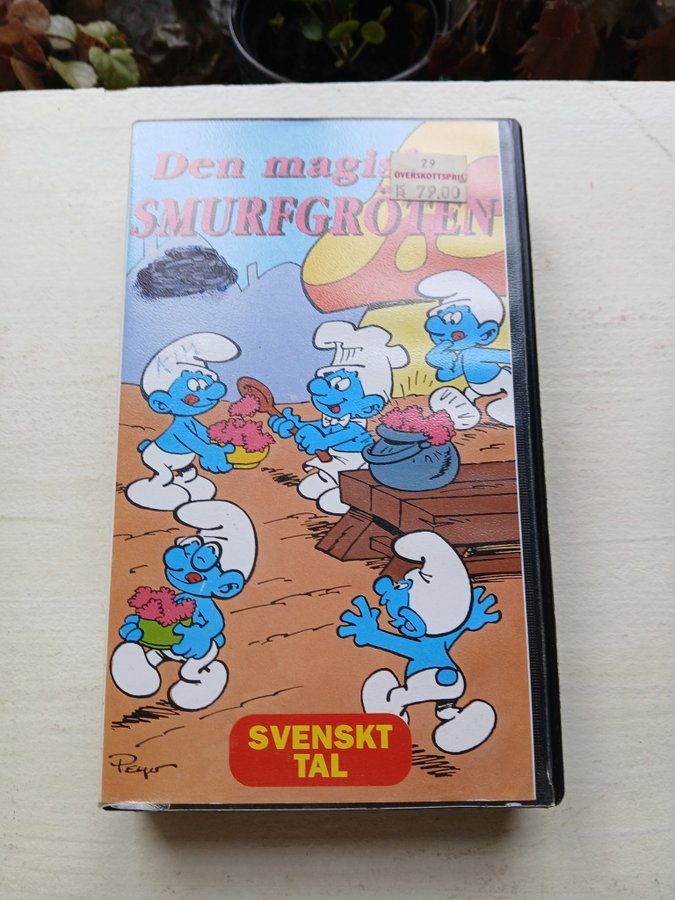 Den magis
SMURFGRÖTEN
29
ÖVERSKOTTSPRIS
79.00
SVENSKT
TAL
Peyo